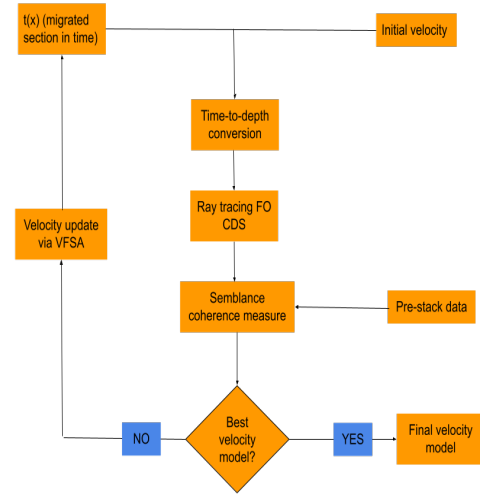 t(x) (migrated
section in time)
Initial velocity
Time-to-depth
conversion
Ray tracing FO
CDS
Velocity update
via VFSA
Semblance
coherence measure
Pre-stack data
Best
velocity
model?
NO
YES
Final velocity
model